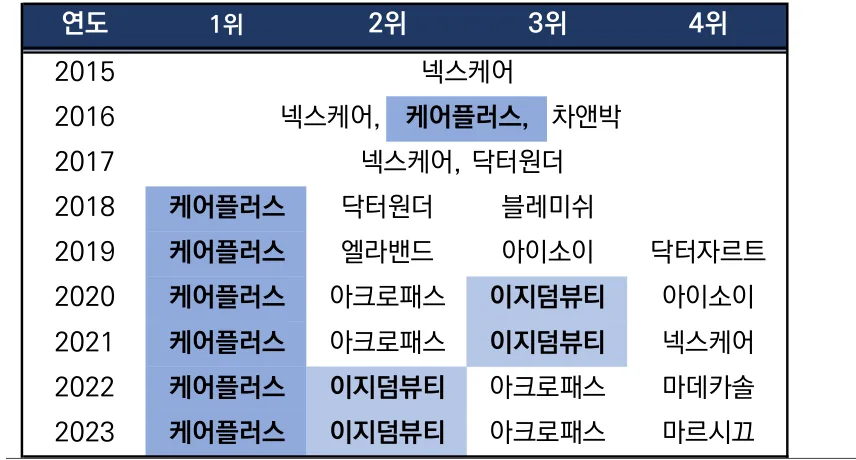 연도 1위 2위 3위 4위
2015 넥스케어
2016 넥스케어, 케어플러스, 차앤박
2017 넥스케어, 닥터원더
2018 케어플러스 닥터원더 블레미쉬
2019 케어플러스 엘라밴드 아이소이 닥터자르트
2020 케어플러스 아크로패스 이지덤뷰티 아이소이
2021 케어플러스 아크로패스 이지덤뷰티 넥스케어
2022 케어플러스 이지덤뷰티 아크로패스 마데카솔
2023 케어플러스 이지덤뷰티 아크로패스 마르시끄